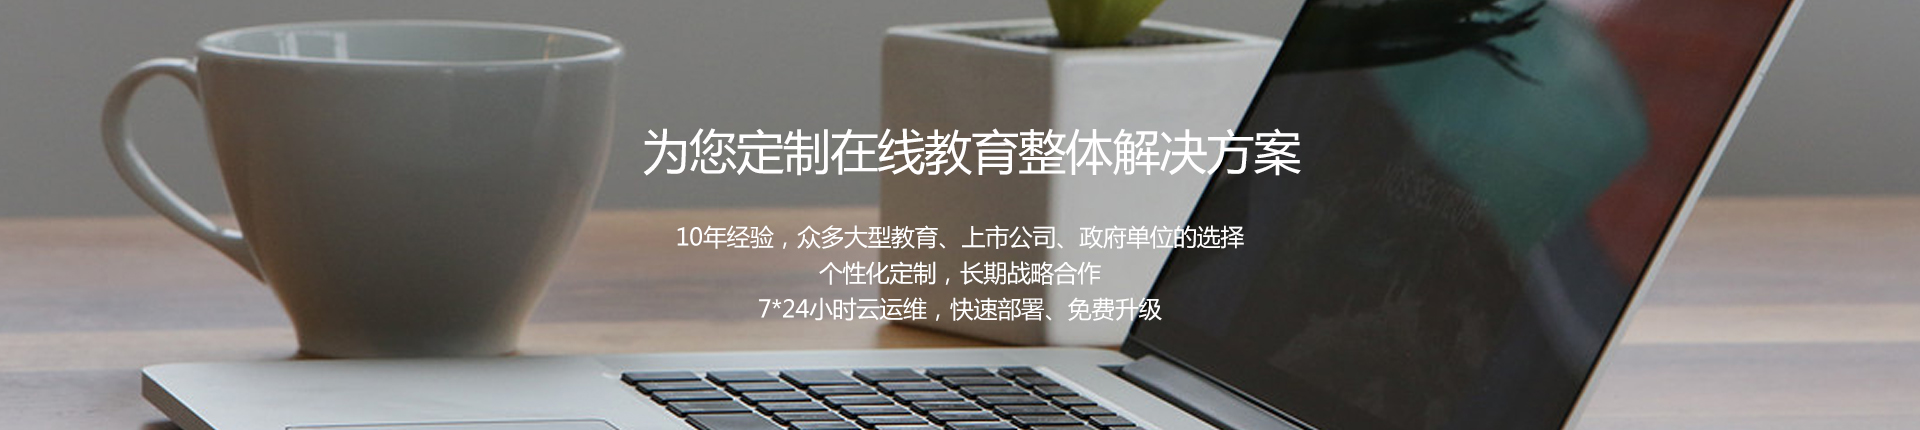 为您定制在线教育整体解决方案
10年经验，众多大型教育、上市公司、政府单位的选择
个性化定制，长期战略合作
7*24小时云运维，快速部署、免费升级